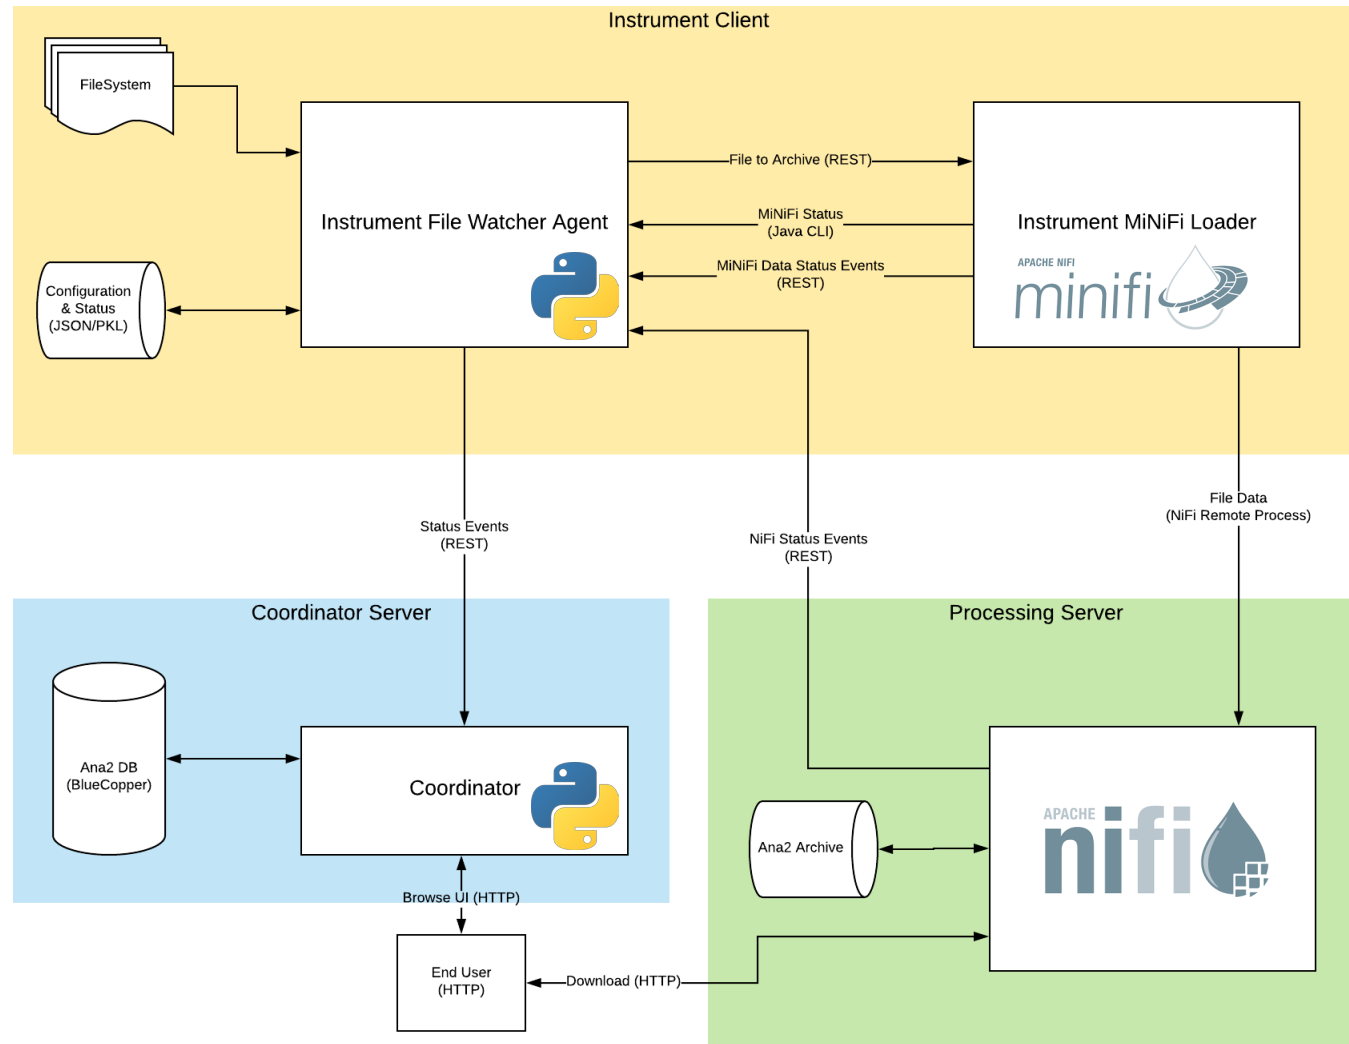 Instrument Client
FileSystem
File to Archive (REST)
Instrument File Watcher Agent
MiNiFi Status
(Java CLI)
Instrument MiNiFi Loader
MiNiFi Data Status Events
(REST)
APACHE NIFI
minifi
Configuration
& Status
(JSON/PKL)
File Data
(NiFi Remote Process)
Status Events
(REST)
NiFi Status Events
(REST)
Coordinator Server
Processing Server
Ana2 DB
(BlueCopper)
Coordinator
APACHE
nifi
Ana2 Archive
Browse UI (HTTP)
End User
(HTTP)
Download (HTTP)